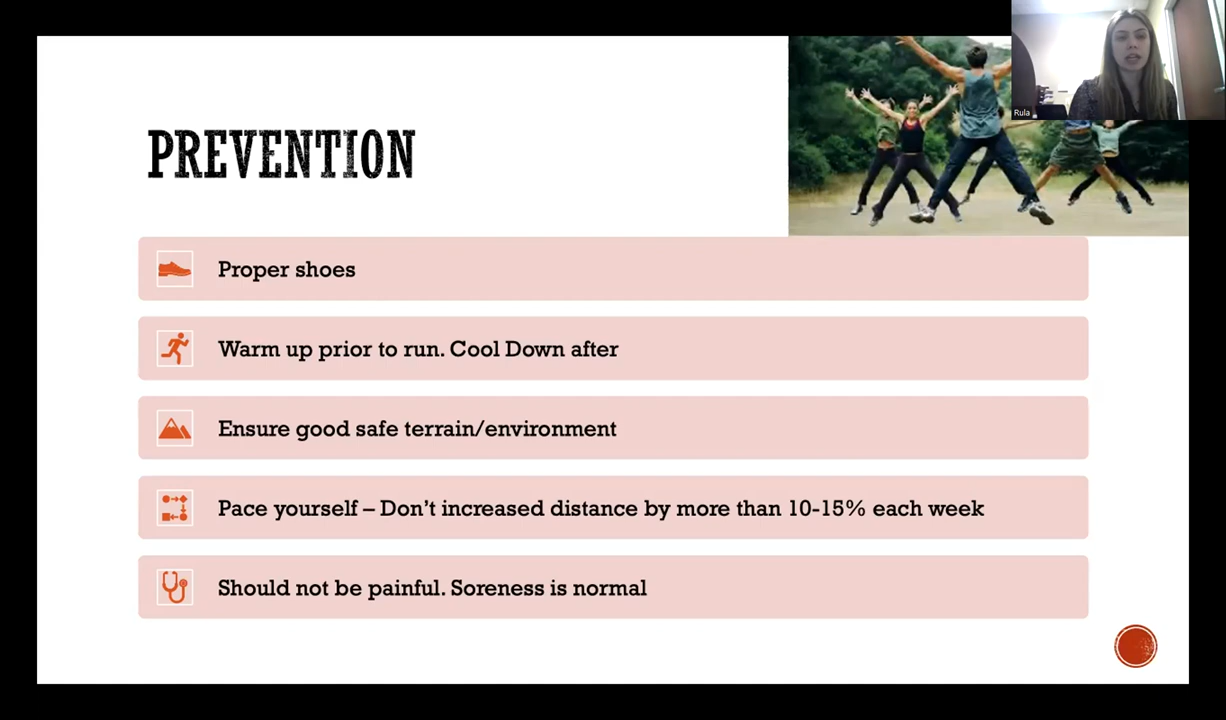 Rula
PREVENTION
Proper shoes
Warm up prior to run. Cool Down after
Ensure good safe terrain/environment
Pace yourself – Don’t increased distance by more than 10-15% each week
Should not be painful. Soreness is normal